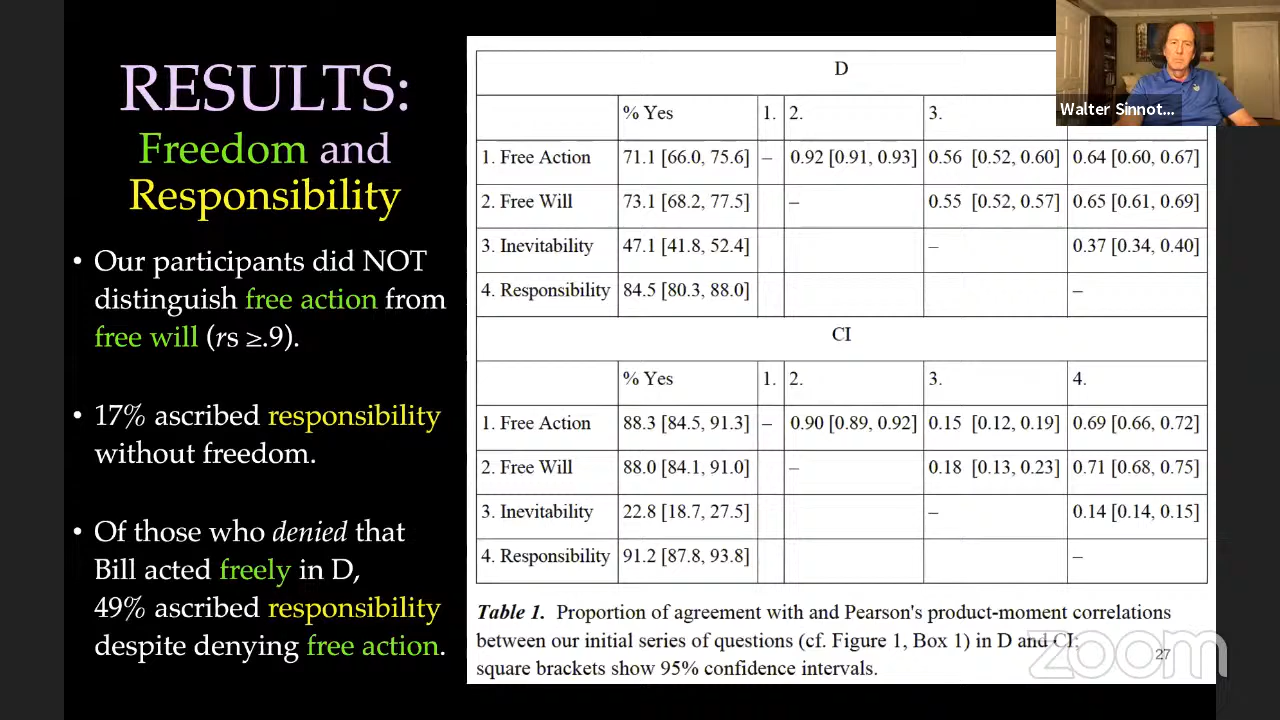 RESULTS:
Freedom and
Responsibility
• Our participants did NOT
distinguish free action from
free will (rs ≥.9).
• 17% ascribed responsibility
without freedom.
• Of those who denied that
Bill acted freely in D,
49% ascribed responsibility
despite denying free action.
D
% Yes 1. 2. 3.
1. Free Action 71.1 [66.0, 75.6] – 0.92 [0.91, 0.93] 0.56 [0.52, 0.60] 0.64 [0.60, 0.67]
2. Free Will 73.1 [68.2, 77.5] – 0.55 [0.52, 0.57] 0.65 [0.61, 0.69]
3. Inevitability 47.1 [41.8, 52.4] – 0.37 [0.34, 0.40]
4. Responsibility 84.5 [80.3, 88.0] –
CI
% Yes 1. 2. 3. 4.
1. Free Action 88.3 [84.5, 91.3] – 0.90 [0.89, 0.92] 0.15 [0.12, 0.19] 0.69 [0.66, 0.72]
2. Free Will 88.0 [84.1, 91.0] – 0.18 [0.13, 0.23] 0.71 [0.68, 0.75]
3. Inevitability 22.8 [18.7, 27.5] – 0.14 [0.14, 0.15]
4. Responsibility 91.2 [87.8, 93.8] –
Table 1. Proportion of agreement with and Pearson's product-moment correlations
between our initial series of questions (cf. Figure 1, Box 1) in D and CI;
square brackets show 95% confidence intervals.
27
zoom
Walter Sinnot...